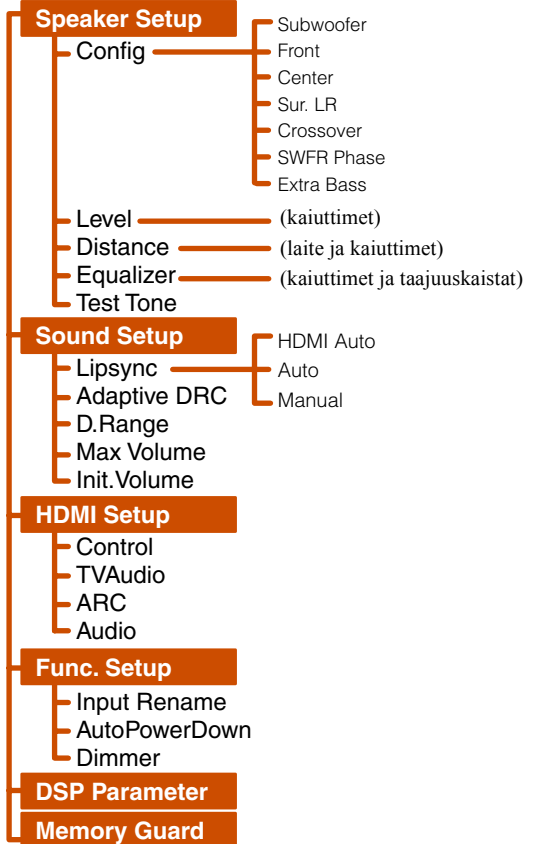 Speaker Setup
Config
Subwoofer
Front
Center
Sur. LR
Crossover
SWFR Phase
Extra Bass
Level
(kaiuttimet)
Distance
(laite ja kaiuttimet)
Equalizer
(kaiuttimet ja taajuuskaistat)
Test Tone
Sound Setup
Lipsync
HDMI Auto
Auto
Manual
Adaptive DRC
D.Range
Max Volume
Init.Volume
HDMI Setup
Control
TVAudio
ARC
Audio
Func. Setup
Input Rename
AutoPowerDown
Dimmer
DSP Parameter
Memory Guard